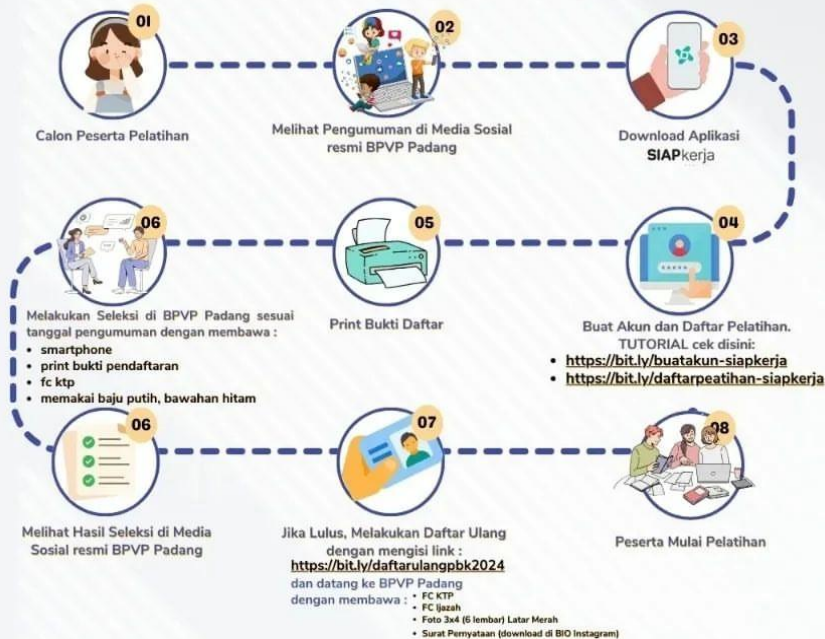 01
Calon Peserta Pelatihan
02
Melihat Pengumuman di Media Sosial
resmi BPVP Padang
03
Download Aplikasi
SIAPkerja
04
Buat Akun dan Daftar Pelatihan.
TUTORIAL cek disini:
• https://bit.ly/buatakun-siapkerja
• https://bit.ly/daftarpeatihan-siapkerja
05
Print Bukti Daftar
06
Melakukan Seleksi di BPVP Padang sesuai
tanggal pengumuman dengan membawa :
• smartphone
• print bukti pendaftaran
• fc ktp
• memakai baju putih, bawahan hitam
06
Melihat Hasil Seleksi di Media
Sosial resmi BPVP Padang
07
Jika Lulus, Melakukan Daftar Ulang
dengan mengisi link :
https://bit.ly/daftarulangpbk2024
dan datang ke BPVP Padang
dengan membawa :
• FC KTP
• FC Ijazah
• Foto 3x4 (6 lembar) Latar Merah
• Surat Pernyataan (download di BIO Instagram)
08
Peserta Mulai Pelatihan